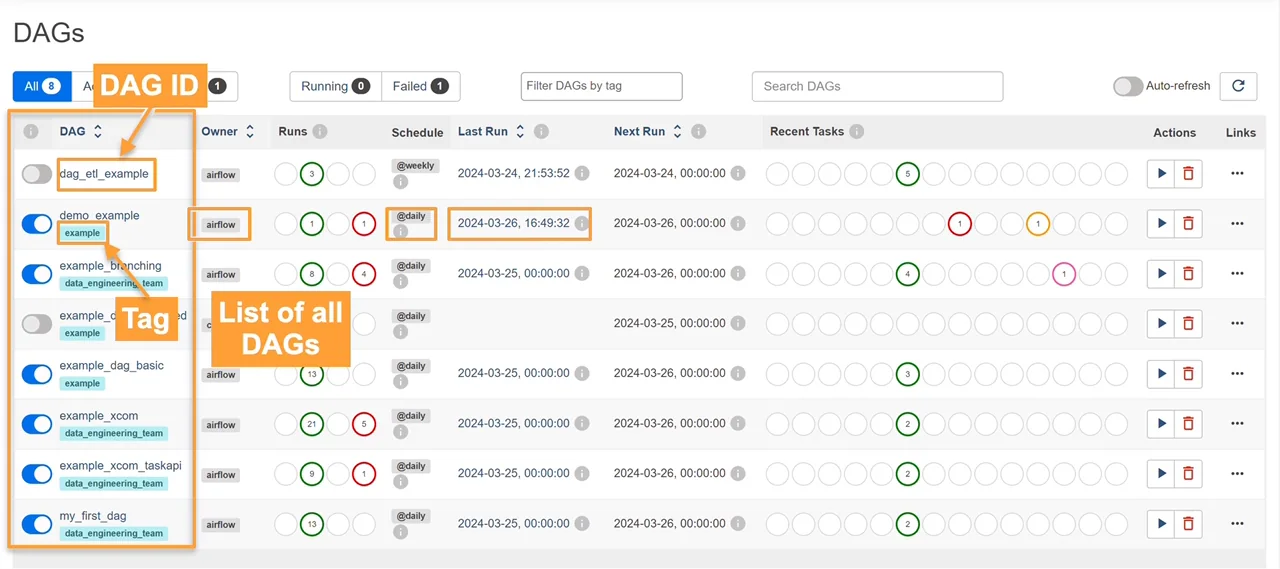 DAGs
All 8
DAG ID
1
Running 0
Failed 1
Filter DAGs by tag
Search DAGs
Auto-refresh
DAG Owner Runs Schedule Last Run Next Run Recent Tasks Actions Links
dag_etl_example airflow 3 @weekly 2024-03-24, 21:53:52 2024-03-24, 00:00:00 5
demo_example airflow 1 1 @daily 2024-03-26, 16:49:32 2024-03-26, 00:00:00 1 1
example
example_branching airflow 8 4 @daily 2024-03-25, 00:00:00 2024-03-26, 00:00:00 4 1
data_engineering_team
Tag
List of all
DAGs
@daily 2024-03-25, 00:00:00
example
example_dag_basic airflow 13 @daily 2024-03-25, 00:00:00 2024-03-26, 00:00:00 3
example
example_xcom airflow 21 5 @daily 2024-03-25, 00:00:00 2024-03-26, 00:00:00 2
data_engineering_team
example_xcom_taskapi airflow 9 1 @daily 2024-03-25, 00:00:00 2024-03-26, 00:00:00 2
data_engineering_team
my_first_dag airflow 13 @daily 2024-03-25, 00:00:00 2024-03-26, 00:00:00 2
data_engineering_team